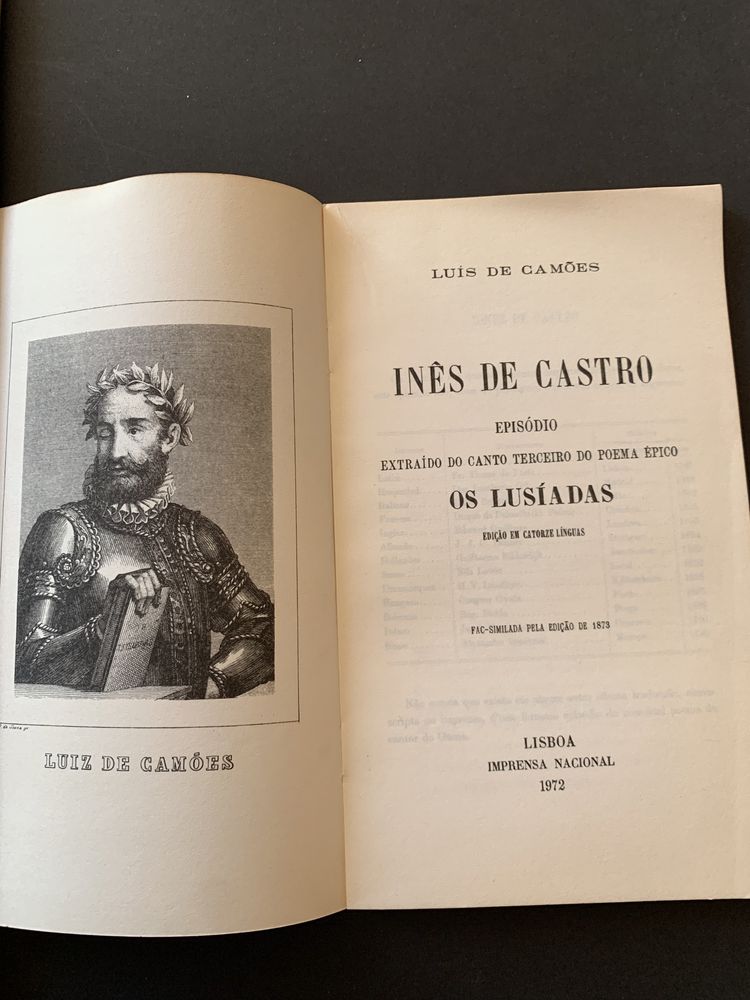 LUIZ DE CAMÓES
LUÍS DE CAMÕES
INÊS DE CASTRO
EPISÓDIO
EXTRAÍDO DO CANTO TERCEIRO DO POEMA ÉPICO
OS LUSÍADAS
EDIÇÃO EM CATORZE LÍNGUAS
FAC-SIMILADA PELA EDIÇÃO DE 1873
LISBOA
IMPRENSA NACIONAL
1972